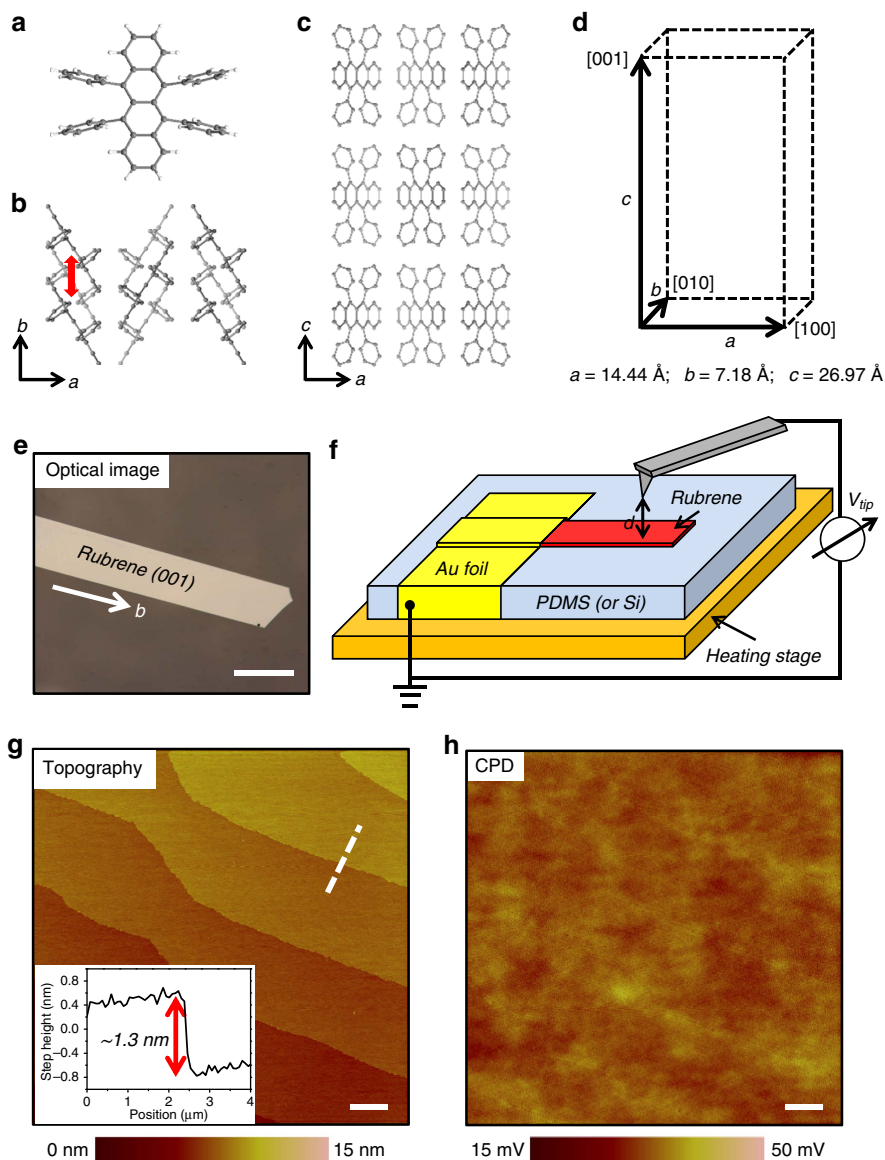 a
b
b
a
c
c
a
d
[001]
c
b
[010]
a
[100]
a = 14.44 Å; b = 7.18 Å; c = 26.97 Å
e
Optical image
Rubrene (001)
b
f
Rubrene
d
V_tip
Au foil
PDMS (or Si)
Heating stage
g
Topography
0.8
0.4
0.0
−0.4
−0.8
Step height (nm)
~1.3 nm
0 1 2 3 4
Position (μm)
0 nm 15 nm
h
CPD
15 mV 50 mV